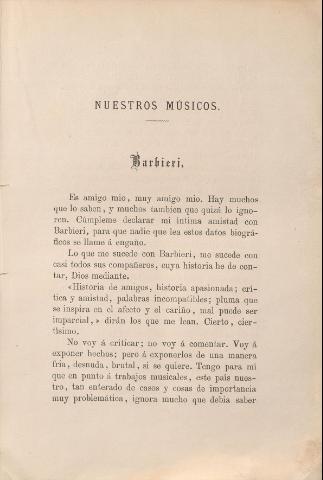 NUESTROS MÚSICOS.
Barbieri.
Es amigo mio, muy amigo mio. Hay muchos
que lo saben, y muchos tambien que quizá lo igno-
ren. Cúmpleme declarar mi íntima amistad con
Barbieri, para que nadie que lea estos datos biográ-
ficos se llame á engaño.
Lo que me sucede con Barbieri, me sucede con
casi todos sus compañeros, cuya historia he de con-
tar, Dios mediante.
«Historia de amigos, historia apasionada; crí-
tica y amistad, palabras incompatibles; pluma que
se inspira en el afecto y el cariño, mal puede ser
imparcial,» dirán los que me lean. Cierto, cier-
tísimo.
No voy á criticar; no voy á comentar. Voy á
exponer hechos; pero á exponerlos de una manera
fria, desnuda, brutal, si se quiere. Tengo para mí
que en punto á trabajos musicales, este país nues-
tro, tan enterado de casos y cosas de importancia
muy problemática, ignora mucho que debia saber